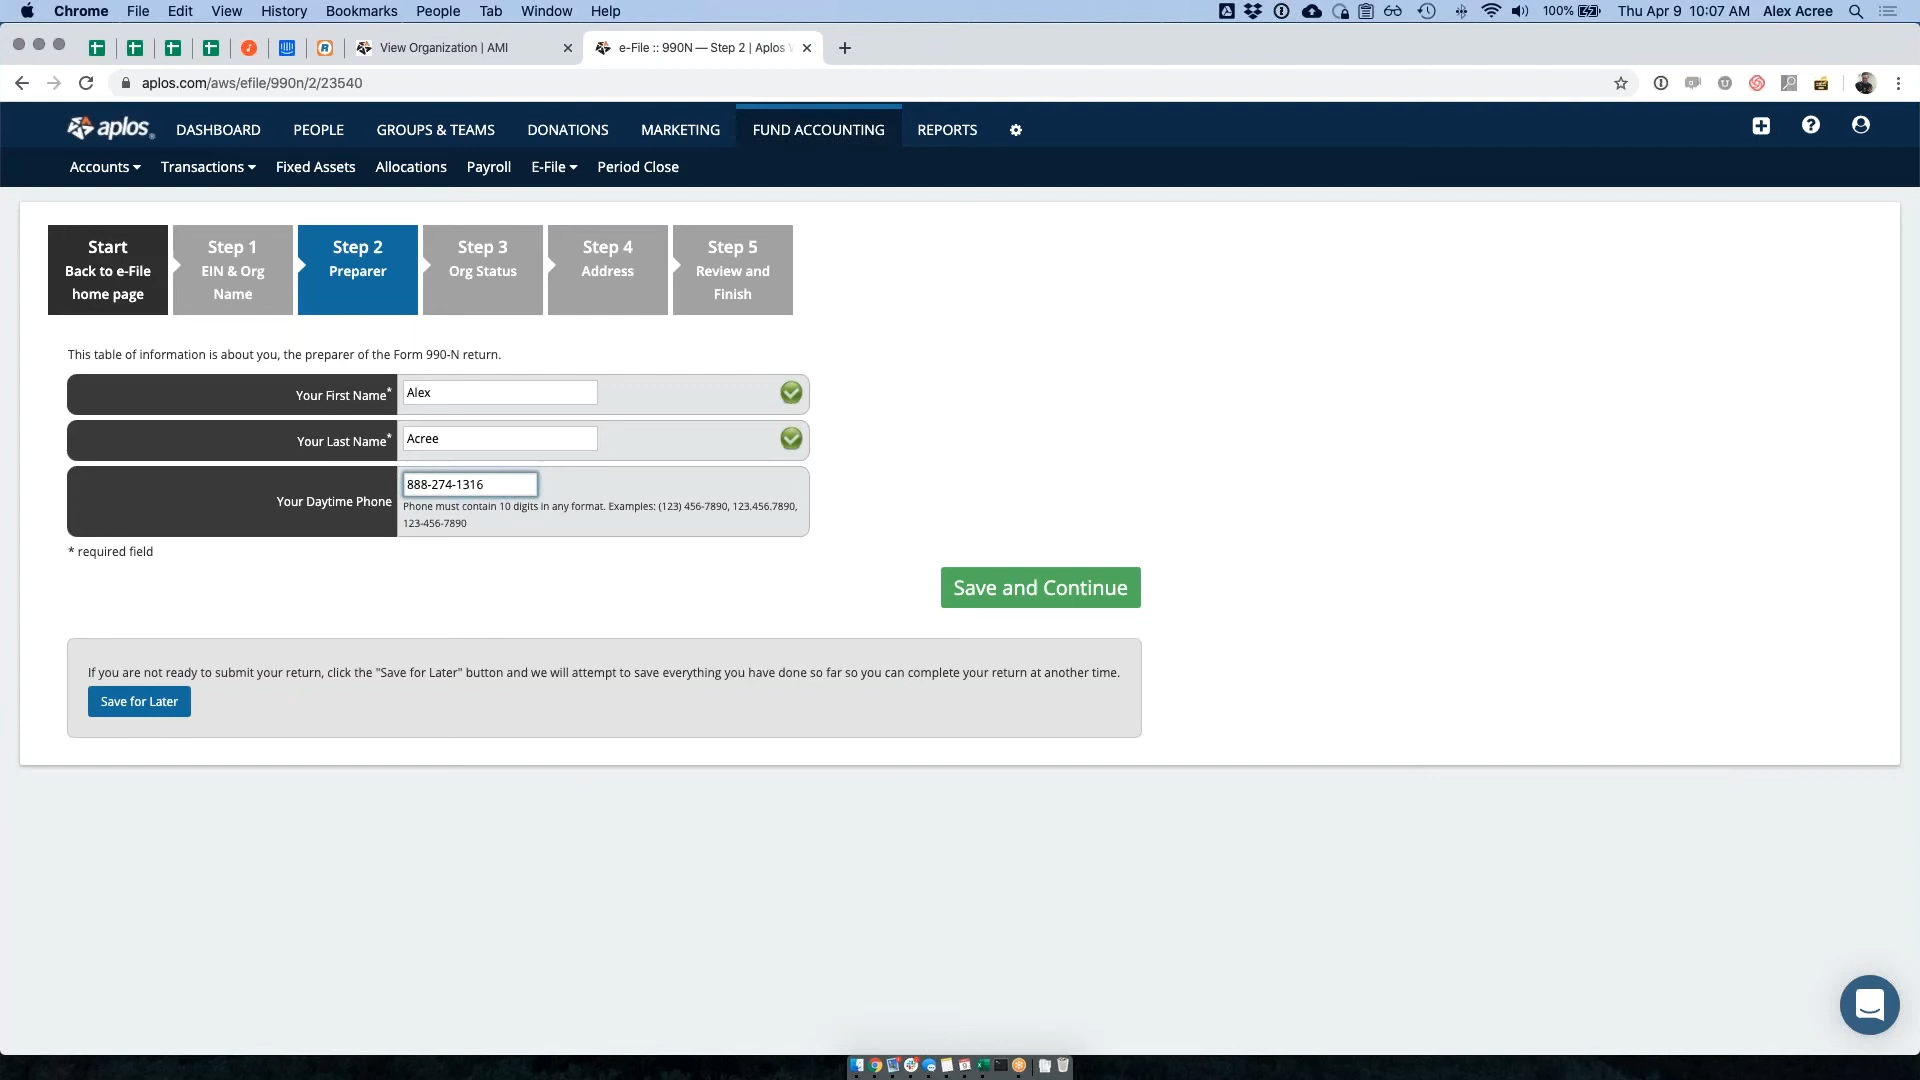 Chrome File Edit View History Bookmarks People Tab Window Help
100% Thu Apr 9 10:07 AM Alex Acree
View Organization | AMI
e-File :: 990N — Step 2 | Aplos
aplos.com/aws/efile/990n/2/23540
aplos. DASHBOARD PEOPLE GROUPS & TEAMS DONATIONS MARKETING FUND ACCOUNTING REPORTS
Accounts Transactions Fixed Assets Allocations Payroll E-File Period Close
Start
Back to e-File
home page
Step 1
EIN & Org
Name
Step 2
Preparer
Step 3
Org Status
Step 4
Address
Step 5
Review and
Finish
This table of information is about you, the preparer of the Form 990-N return.
Your First Name* Alex
Your Last Name* Acree
Your Daytime Phone 888-274-1316
Phone must contain 10 digits in any format. Examples: (123) 456-7890, 123.456.7890,
123-456-7890
* required field
Save and Continue
If you are not ready to submit your return, click the "Save for Later" button and we will attempt to save everything you have done so far so you can complete your return at another time.
Save for Later